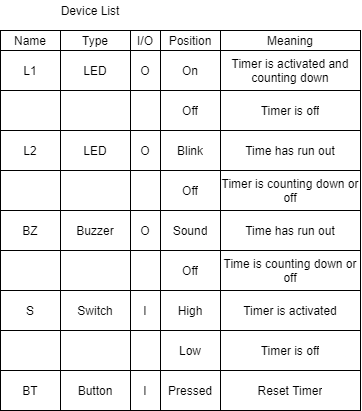 Device List
Name Type I/O Position Meaning
L1 LED O On Timer is activated and
counting down
Off Timer is off
L2 LED O Blink Time has run out
Off Timer is counting down or
off
BZ Buzzer O Sound Time has run out
Off Time is counting down or
off
S Switch I High Timer is activated
Low Timer is off
BT Button I Pressed Reset Timer